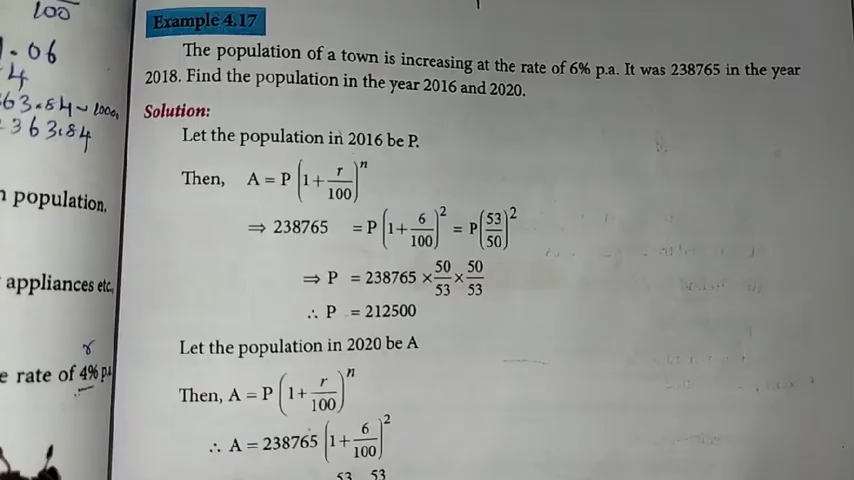 100
1.06
4
63.84
363.84
n population.
appliances etc.
r
e rate of 4% p.a
Example 4.17
The population of a town is increasing at the rate of 6% p.a. It was 238765 in the year
2018. Find the population in the year 2016 and 2020.
Solution:
Let the population in 2016 be P.
Then, A = P (1 + r/100)^n
⇒ 238765 = P (1 + 6/100)^2 = P (53/50)^2
⇒ P = 238765 × 50/53 × 50/53
∴ P = 212500
Let the population in 2020 be A
Then, A = P (1 + r/100)^n
∴ A = 238765 (1 + 6/100)^2
53 53